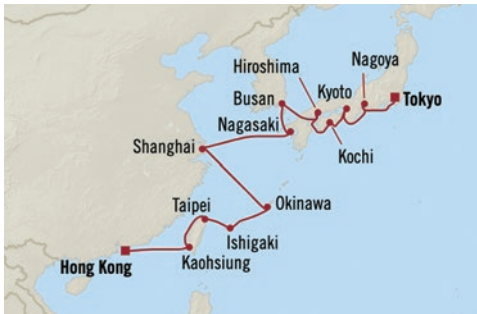 Nagoya
Hiroshima
Kyoto
Tokyo
Busan
Nagasaki
Shanghai
Kochi
Taipei
Okinawa
Ishigaki
Hong Kong
Kaohsiung